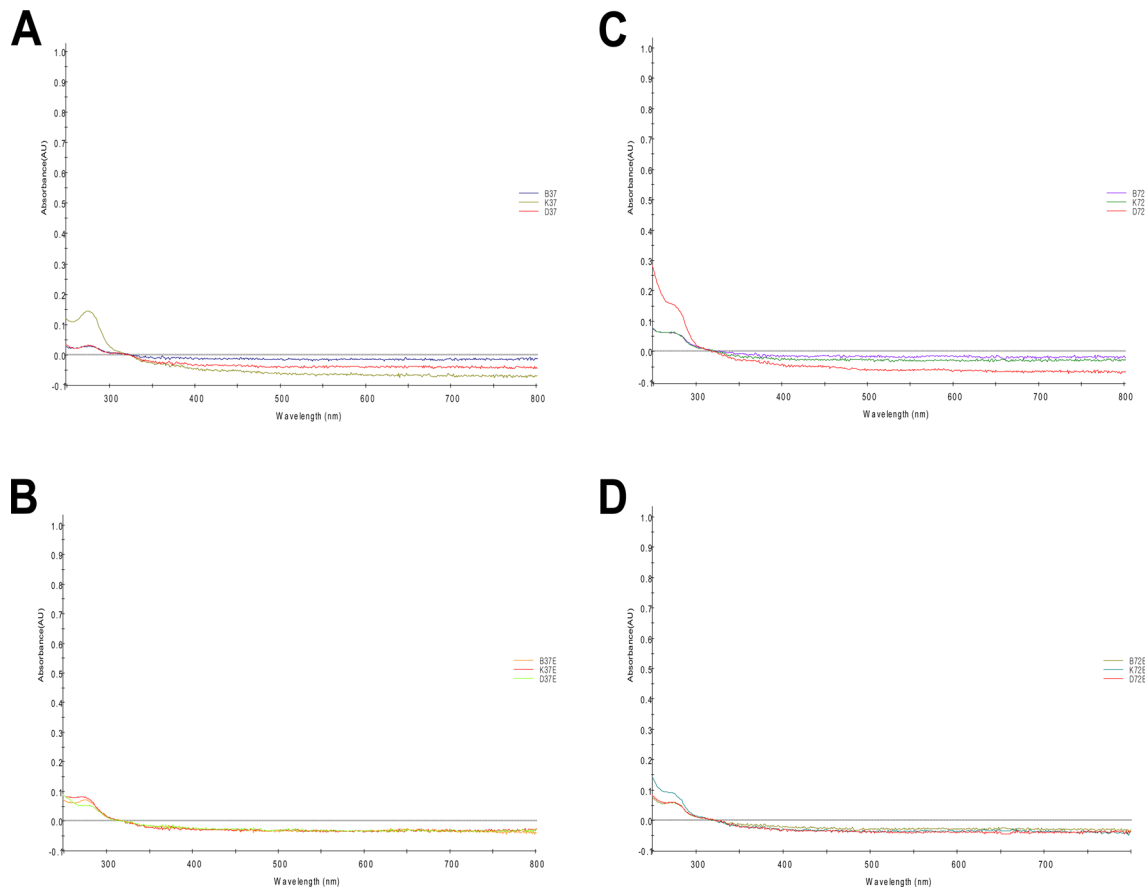 A
1.0
0.9
0.8
0.7
0.6
0.5
0.4
0.3
0.2
0.1
0.0
-0.1
Absorbance(AU)
300 400 500 600 700 800
Wavelength (nm)
B37
K37
D37
C
1.0
0.9
0.8
0.7
0.6
0.5
0.4
0.3
0.2
0.1
0.0
-0.1
Absorbance(AU)
300 400 500 600 700 800
Wavelength (nm)
B72
K72
D72
B
1.0
0.9
0.8
0.7
0.6
0.5
0.4
0.3
0.2
0.1
0.0
-0.1
Absorbance(AU)
300 400 500 600 700 800
Wavelength (nm)
B37E
K37E
D37E
D
1.0
0.9
0.8
0.7
0.6
0.5
0.4
0.3
0.2
0.1
0.0
-0.1
Absorbance(AU)
300 400 500 600 700
Wavelength (nm)
B72E
K72E
D72E